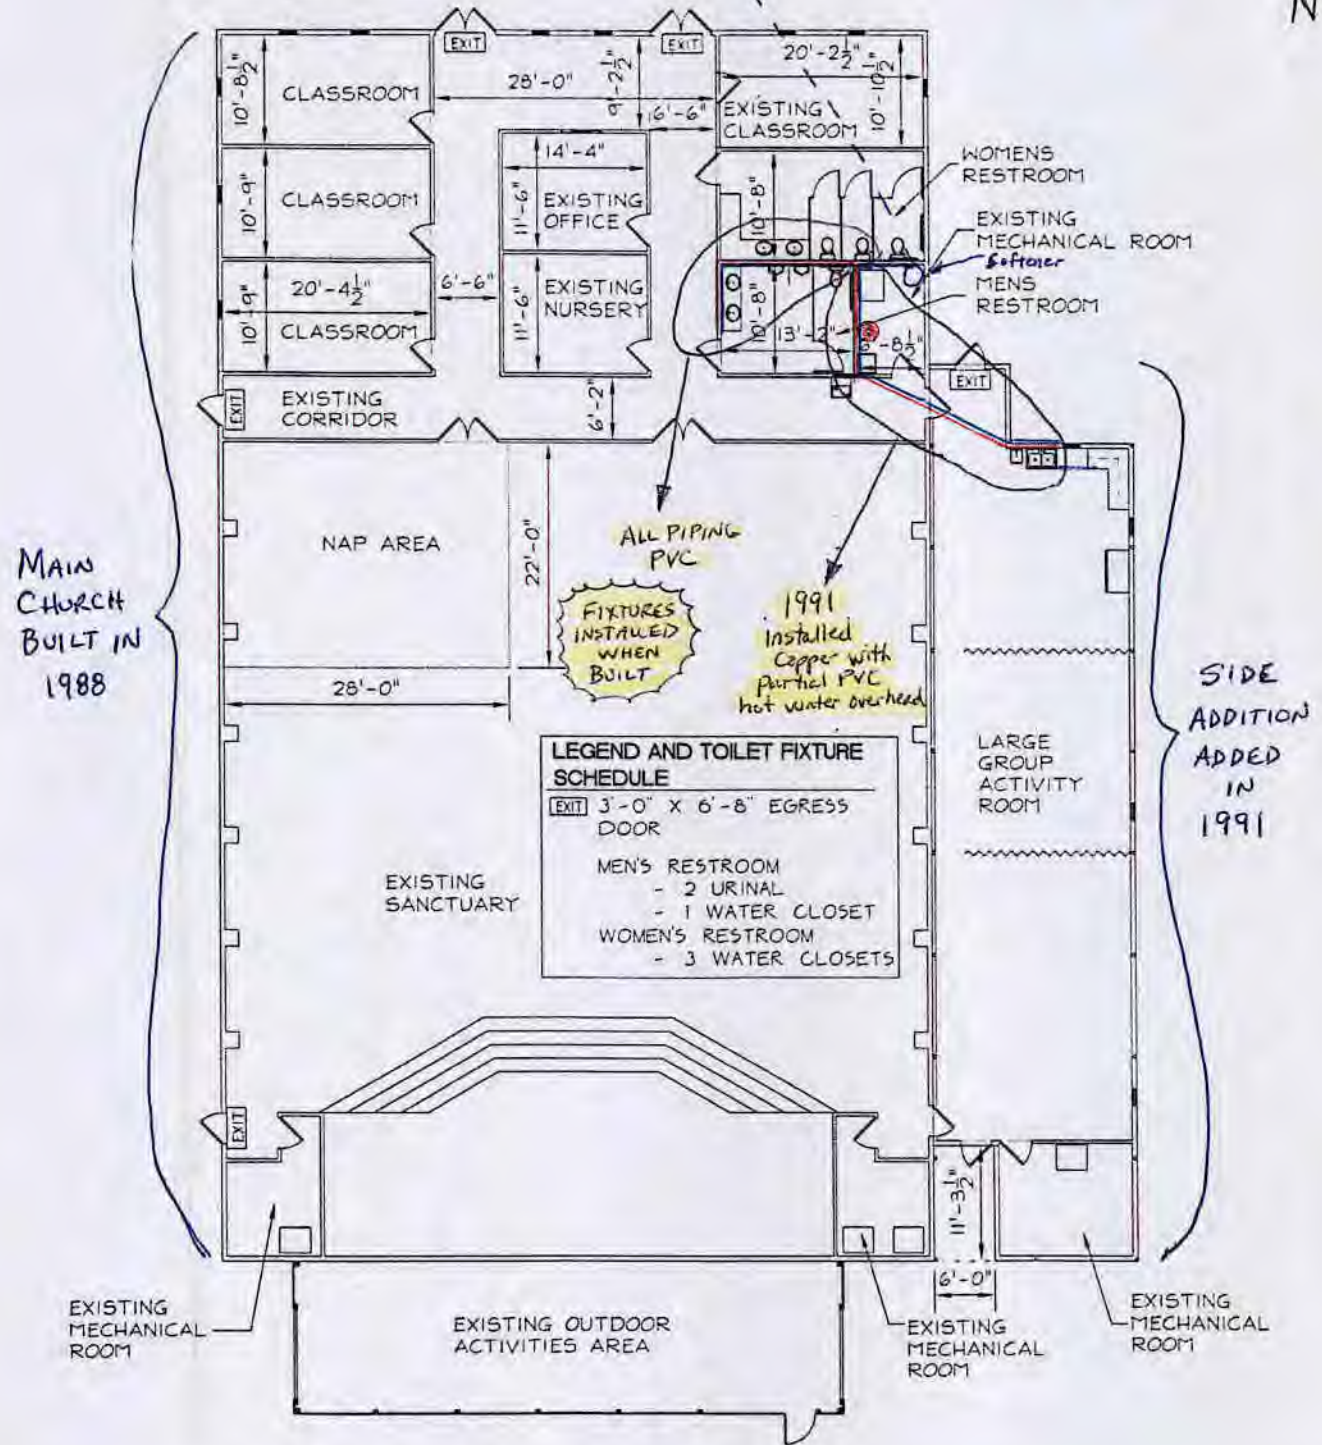 N
EXIT
EXIT
10'-8½"
CLASSROOM
28'-0"
9'-2½"
6'-6"
20'-2½"
10'-10½"
EXISTING
CLASSROOM
WOMENS
RESTROOM
10'-9"
CLASSROOM
14'-4"
11'-6"
EXISTING
OFFICE
10'-8"
EXISTING
MECHANICAL ROOM
Softener
MENS
RESTROOM
10'-9"
20'-4½"
CLASSROOM
6'-6"
11'-6"
EXISTING
NURSERY
10'-8"
13'-2"
6'-8½"
EXIT
EXIT
EXISTING
CORRIDOR
6'-2"
NAP AREA
22'-0"
28'-0"
ALL PIPING
PVC
FIXTURES
INSTALLED
WHEN
BUILT
1991
Installed
Copper with
partial PVC
hot water overhead
MAIN
CHURCH
BUILT IN
1988
SIDE
ADDITION
ADDED
IN
1991
LARGE
GROUP
ACTIVITY
ROOM
LEGEND AND TOILET FIXTURE
SCHEDULE
EXIT 3'-0" X 6'-8" EGRESS
DOOR
MEN'S RESTROOM
- 2 URINAL
- 1 WATER CLOSET
WOMEN'S RESTROOM
- 3 WATER CLOSETS
EXISTING
SANCTUARY
EXIT
11'-3½"
6'-0"
EXISTING
MECHANICAL
ROOM
EXISTING OUTDOOR
ACTIVITIES AREA
EXISTING
MECHANICAL
ROOM
EXISTING
MECHANICAL
ROOM